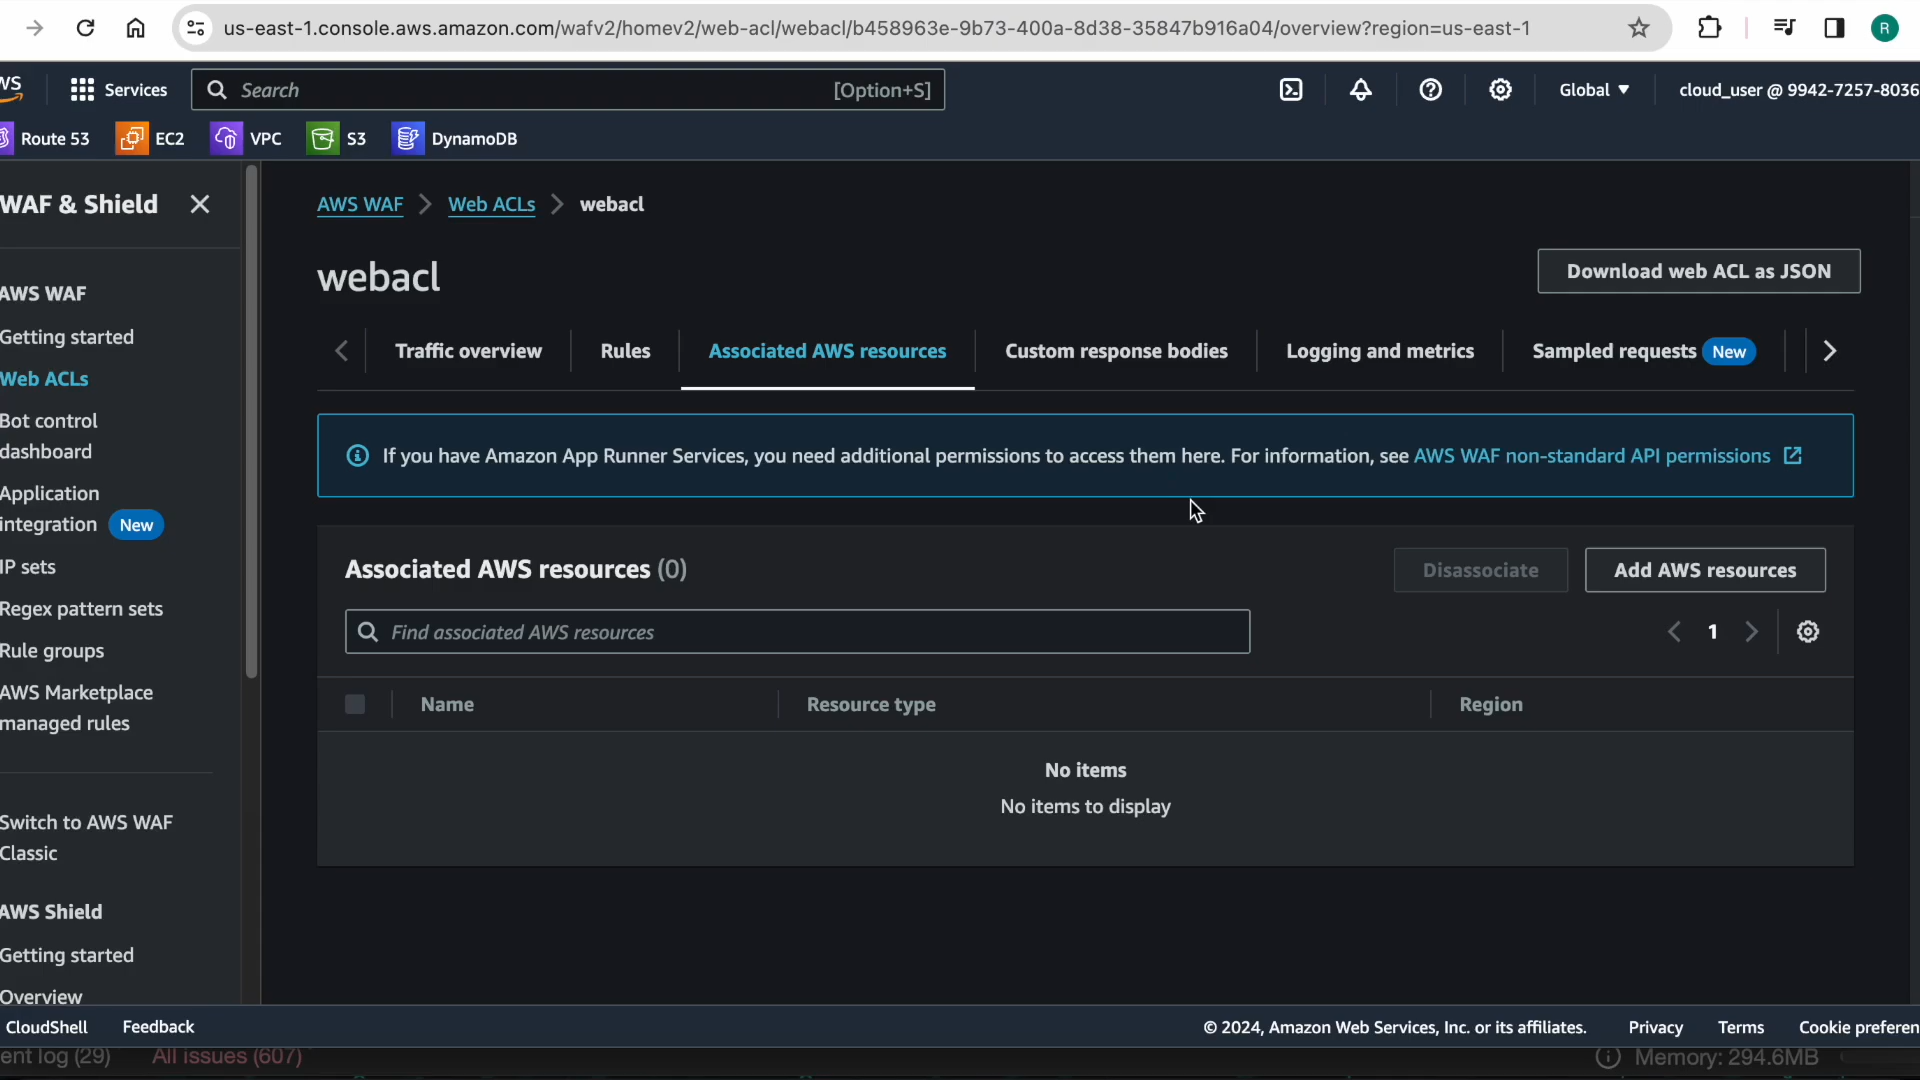 us-east-1.console.aws.amazon.com/wafv2/homev2/web-acl/webacl/b458963e-9b73-400a-8d38-35847b916a04/overview?region=us-east-1
R
Services
Search
[Option+S]
Global
cloud_user @ 9942-7257-8036
Route 53
EC2
VPC
S3
DynamoDB
WAF & Shield
AWS WAF
Getting started
Web ACLs
Bot control
dashboard
Application
integration New
IP sets
Regex pattern sets
Rule groups
AWS Marketplace
managed rules
Switch to AWS WAF
Classic
AWS Shield
Getting started
Overview
AWS WAF > Web ACLs > webacl
webacl
Download web ACL as JSON
Traffic overview
Rules
Associated AWS resources
Custom response bodies
Logging and metrics
Sampled requests New
If you have Amazon App Runner Services, you need additional permissions to access them here. For information, see AWS WAF non-standard API permissions
Associated AWS resources (0)
Disassociate
Add AWS resources
Find associated AWS resources
1
Name
Resource type
Region
No items
No items to display
CloudShell
Feedback
© 2024, Amazon Web Services, Inc. or its affiliates.
Privacy
Terms
Cookie preferen
ent log (29)
All issues (607)
Memory: 294.6MB